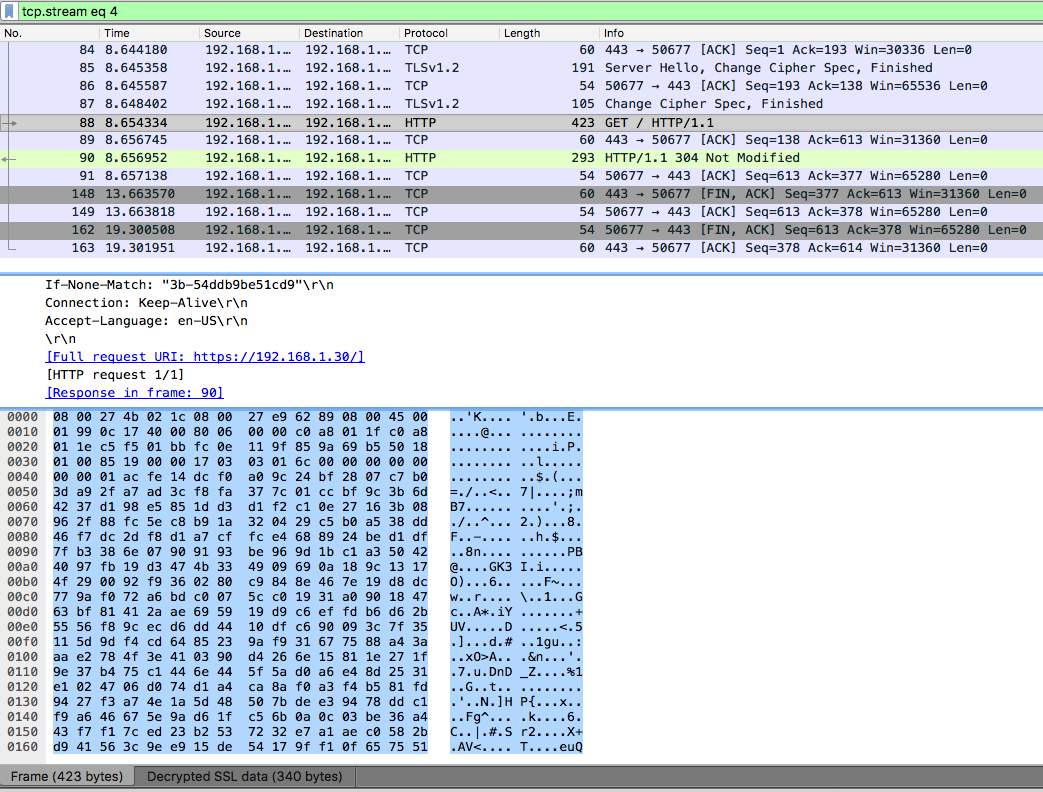 tcp.stream eq 4
No. Time Source Destination Protocol Length Info
84 8.644180 192.168.1.… 192.168.1.… TCP 60 443 → 50677 [ACK] Seq=1 Ack=193 Win=30336 Len=0
85 8.645358 192.168.1.… 192.168.1.… TLSv1.2 191 Server Hello, Change Cipher Spec, Finished
86 8.645587 192.168.1.… 192.168.1.… TCP 54 50677 → 443 [ACK] Seq=193 Ack=138 Win=65536 Len=0
87 8.648402 192.168.1.… 192.168.1.… TLSv1.2 105 Change Cipher Spec, Finished
88 8.654334 192.168.1.… 192.168.1.… HTTP 423 GET / HTTP/1.1
89 8.656745 192.168.1.… 192.168.1.… TCP 60 443 → 50677 [ACK] Seq=138 Ack=613 Win=31360 Len=0
90 8.656952 192.168.1.… 192.168.1.… HTTP 293 HTTP/1.1 304 Not Modified
91 8.657138 192.168.1.… 192.168.1.… TCP 54 50677 → 443 [ACK] Seq=613 Ack=377 Win=65280 Len=0
148 13.663570 192.168.1.… 192.168.1.… TCP 60 443 → 50677 [FIN, ACK] Seq=377 Ack=613 Win=31360 Len=0
149 13.663818 192.168.1.… 192.168.1.… TCP 54 50677 → 443 [ACK] Seq=613 Ack=378 Win=65280 Len=0
162 19.300508 192.168.1.… 192.168.1.… TCP 54 50677 → 443 [FIN, ACK] Seq=613 Ack=378 Win=65280 Len=0
163 19.301951 192.168.1.… 192.168.1.… TCP 60 443 → 50677 [ACK] Seq=378 Ack=614 Win=31360 Len=0
If-None-Match: "3b-54ddb9be51cd9"\r\n
Connection: Keep-Alive\r\n
Accept-Language: en-US\r\n
\r\n
[Full request URI: https://192.168.1.30/]
[HTTP request 1/1]
[Response in frame: 90]
0000 08 00 27 4b 02 1c 08 00 27 e9 62 89 08 00 45 00 ..'K.... '.b...E.
0010 01 99 0c 17 40 00 80 06 00 00 c0 a8 01 1f c0 a8 ....@... ........
0020 01 1e c5 f5 01 bb fc 0e 11 9f 85 9a 69 b5 50 18 ........ ....i.P.
0030 01 00 85 19 00 00 17 03 03 01 6c 00 00 00 00 00 ........ ..l.....
0040 00 00 01 ac fe 14 dc f0 a0 9c 24 bf 28 07 c7 b0 ........ ..$.(...
0050 3d a9 2f a7 ad 3c f8 fa 37 7c 01 cc bf 9c 3b 6d =./..<.. 7|....;m
0060 42 37 d1 98 e5 85 1d d3 d1 f2 c1 0e 27 16 3b 08 B7...... ....'.;.
0070 96 2f 88 fc 5e c8 b9 1a 32 04 29 c5 b0 a5 38 dd ./..^... 2.)...8.
0080 46 f7 dc 2d f8 d1 a7 cf fc e4 68 89 24 be d1 df F..-.... ..h.$...
0090 7f b3 38 6e 07 90 91 93 be 96 9d 1b c1 a3 50 42 ..8n.... ......PB
00a0 40 97 fb 19 d3 47 4b 33 49 09 69 0a 18 9c 13 17 @....GK3 I.i.....
00b0 4f 29 00 92 f9 36 02 80 c9 84 8e 46 7e 19 d8 dc O)...6.. ...F~...
00c0 77 9a f0 72 a6 bd c0 07 5c c0 19 31 a0 90 18 47 w..r.... \..1...G
00d0 63 bf 81 41 2a ae 69 59 19 d9 c6 ef fd b6 d6 2b c..A*.iY .......+
00e0 55 56 f8 9c ec d6 dd 44 10 df c6 90 09 3c 7f 35 UV.....D .....<.5
00f0 11 5d 9d f4 cd 64 85 23 9a f9 31 67 75 88 a4 3a .]...d.# ..1gu..:
0100 aa e2 78 4f 3e 41 03 90 d4 26 6e 15 81 1e 27 1f ..xO>A.. .&n...'.
0110 9e 37 b4 75 c1 44 6e 44 5f 5a d0 a6 e4 8d 25 31 .7.u.DnD _Z....%1
0120 e1 02 47 06 d0 74 d1 a4 ca 8a f0 a3 f4 b5 81 fd ..G..t.. ........
0130 94 27 f3 a7 4e 1a 5d 48 50 7b de e3 94 78 dd c1 .'..N.]H P{...x..
0140 f9 a6 46 67 5e 9a d6 1f c5 6b 0a 0c 03 be 36 a4 ..Fg^... .k....6.
0150 43 f7 f1 7c ed 23 b2 53 72 32 e7 a1 ae c0 58 2b C..|.#.S r2....X+
0160 d9 41 56 3c 9e e9 15 de 54 17 9f f1 0f 65 75 51 .AV<.... T....euQ
Frame (423 bytes) Decrypted SSL data (340 bytes)